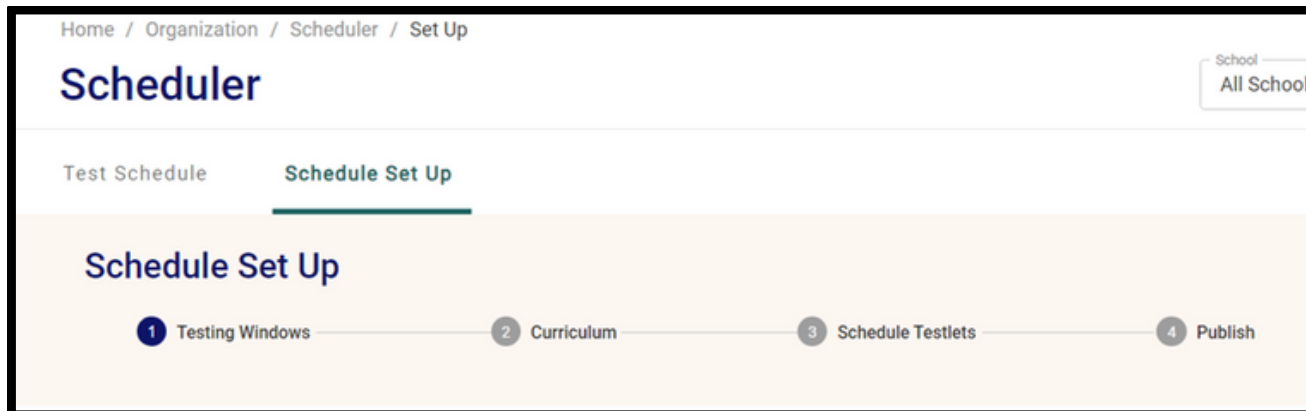 Home / Organization / Scheduler / Set Up
Scheduler
School
All School
Test Schedule
Schedule Set Up
Schedule Set Up
1 Testing Windows
2 Curriculum
3 Schedule Testlets
4 Publish